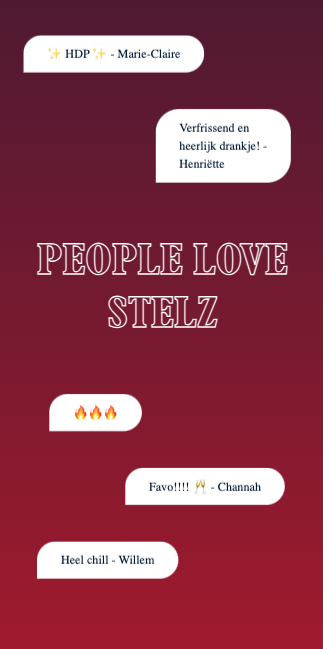 ✨ HDP ✨ - Marie-Claire
Verfrissend en
heerlijk drankje! -
Henriëtte
PEOPLE LOVE
STELZ
🔥🔥🔥
Favo!!!! 🥂 - Channah
Heel chill - Willem